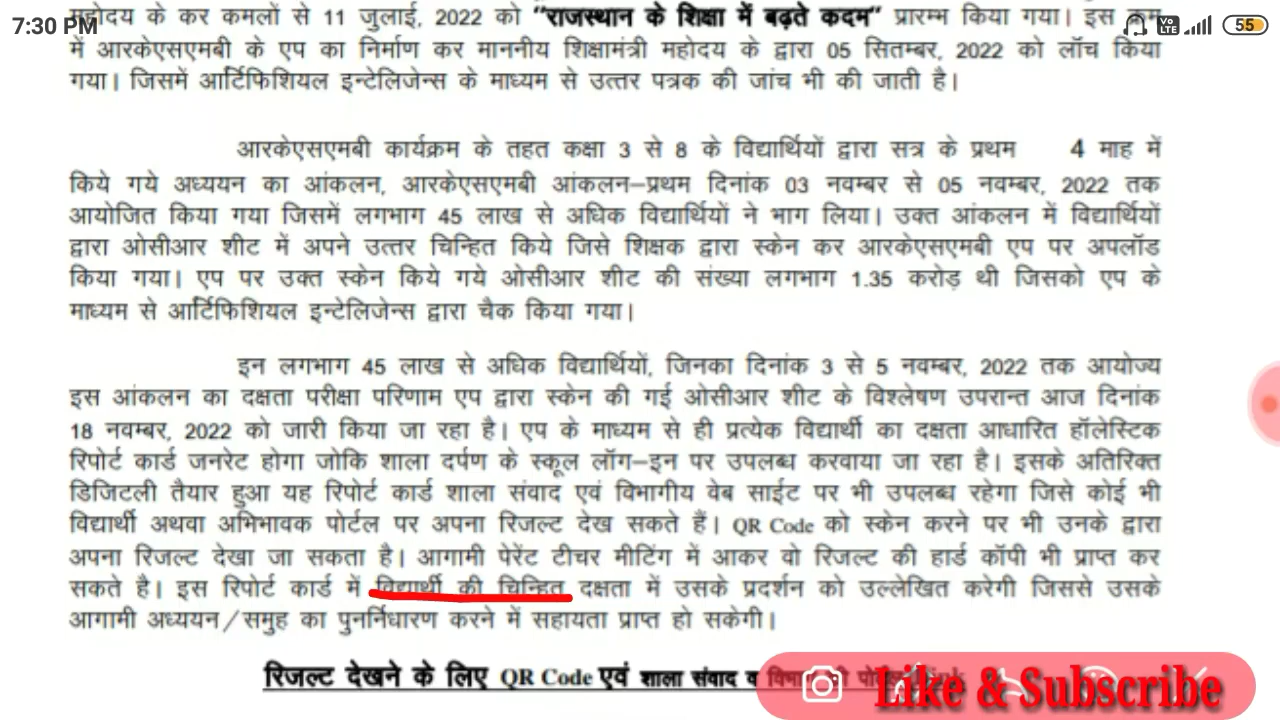 7:30 PM
Vo LTE
55
महोदय के कर कमलों से 11 जुलाई, 2022 को "राजस्थान के शिक्षा में बढ़ते कदम" प्रारम्भ किया गया। इस क्रम
में आरकेएसएमबी के एप का निर्माण कर माननीय शिक्षामंत्री महोदय के द्वारा 05 सितम्बर, 2022 को लॉच किया
गया। जिसमें आर्टिफिशियल इन्टेलिजेन्स के माध्यम से उत्तर पत्रक की जांच भी की जाती है।
आरकेएसएमबी कार्यक्रम के तहत कक्षा 3 से 8 के विद्यार्थियों द्वारा सत्र के प्रथम 4 माह में
किये गये अध्ययन का आंकलन, आरकेएसएमबी आंकलन–प्रथम दिनांक 03 नवम्बर से 05 नवम्बर, 2022 तक
आयोजित किया गया जिसमें लगभाग 45 लाख से अधिक विद्यार्थियों ने भाग लिया। उक्त आंकलन में विद्यार्थियों
द्वारा ओसीआर शीट में अपने उत्तर चिन्हित किये जिसे शिक्षक द्वारा स्केन कर आरकेएसएमबी एप पर अपलॉड
किया गया। एप पर उक्त स्केन किये गये ओसीआर शीट की संख्या लगभाग 1.35 करोड़ थी जिसको एप के
माध्यम से आर्टिफिशियल इन्टेलिजेन्स द्वारा चैक किया गया।
इन लगभाग 45 लाख से अधिक विद्यार्थियों, जिनका दिनांक 3 से 5 नवम्बर, 2022 तक आयोज्य
इस आंकलन का दक्षता परीक्षा परिणाम एप द्वारा स्केन की गई ओसीआर शीट के विश्लेषण उपरान्त आज दिनांक
18 नवम्बर, 2022 को जारी किया जा रहा है। एप के माध्यम से ही प्रत्येक विद्यार्थी का दक्षता आधारित हॉलेस्टिक
रिपोर्ट कार्ड जनरेट होगा जोकि शाला दर्पण के स्कूल लॉग–इन पर उपलब्ध करवाया जा रहा है। इसके अतिरिक्त
डिजिटली तैयार हुआ यह रिपोर्ट कार्ड शाला संवाद एवं विभागीय वेब साईट पर भी उपलब्ध रहेगा जिसे कोई भी
विद्यार्थी अथवा अभिभावक पोर्टल पर अपना रिजल्ट देख सकते हैं। QR Code को स्केन करने पर भी उनके द्वारा
अपना रिजल्ट देखा जा सकता है। आगामी पेरेंट टीचर मीटिंग में आकर वो रिजल्ट की हार्ड कॉपी भी प्राप्त कर
सकते है। इस रिपोर्ट कार्ड में विद्यार्थी की चिन्हित दक्षता में उसके प्रदर्शन को उल्लेखित करेगी जिससे उसके
आगामी अध्ययन/समुह का पुनर्निधारण करने में सहायता प्राप्त हो सकेगी।
रिजल्ट देखने के लिए QR Code एवं शाला संवाद व
Like & Subscribe